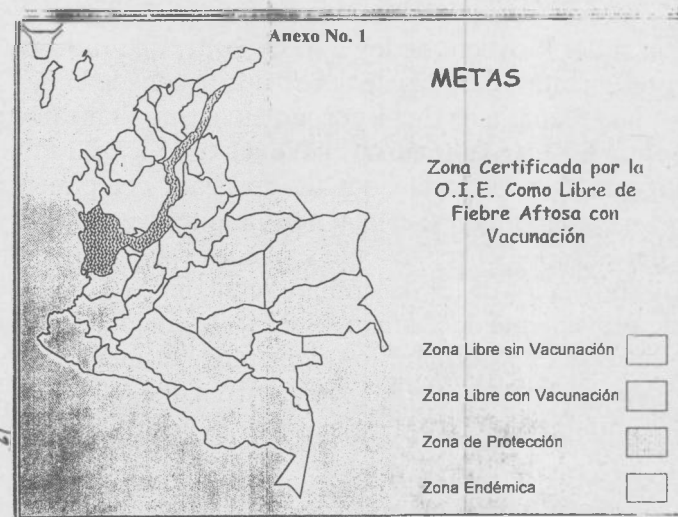 Anexo No. 1
METAS
Zona Certificada por la
O.I.E. Como Libre de
Fiebre Aftosa con
Vacunación
Zona Libre sin Vacunación
Zona Libre con Vacunación
Zona de Protección
Zona Endémica